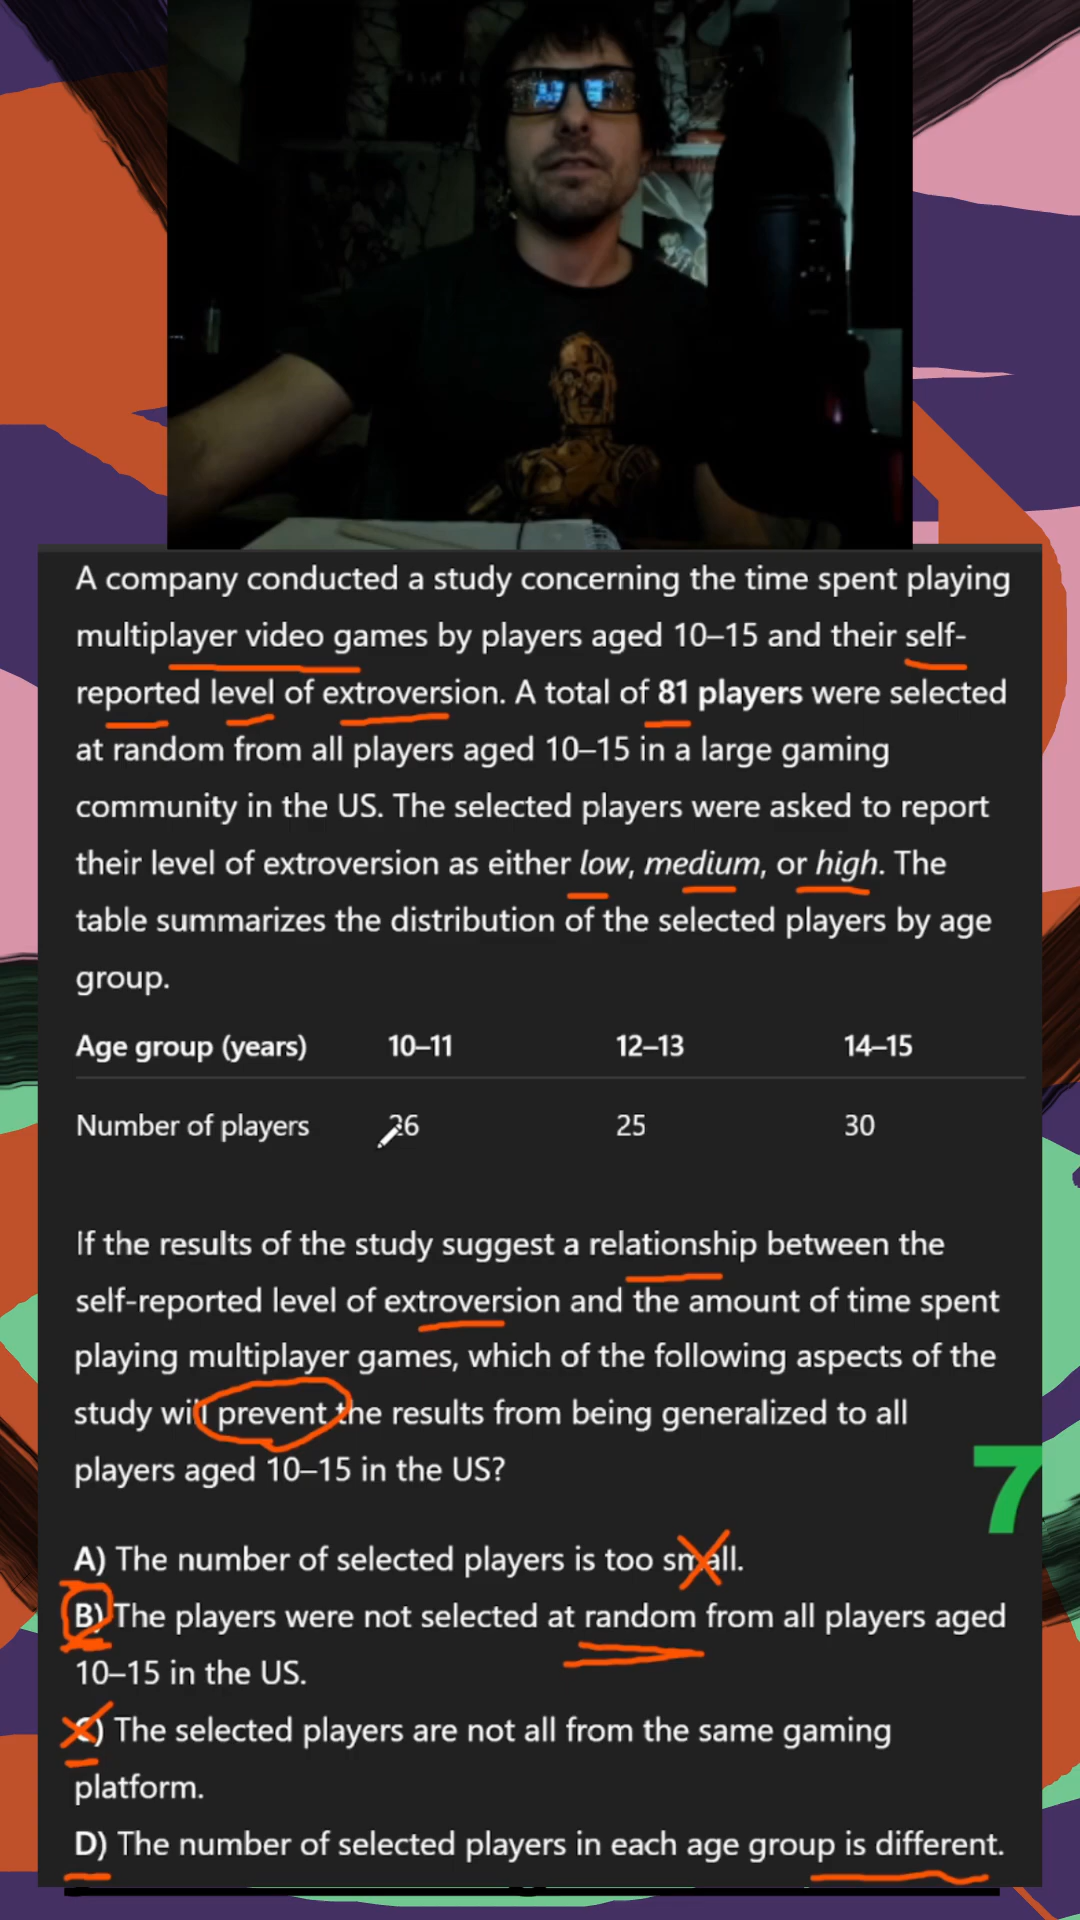 A company conducted a study concerning the time spent playing
multiplayer video games by players aged 10–15 and their self-
reported level of extroversion. A total of 81 players were selected
at random from all players aged 10–15 in a large gaming
community in the US. The selected players were asked to report
their level of extroversion as either low, medium, or high. The
table summarizes the distribution of the selected players by age
group.
Age group (years) 10–11 12–13 14–15
Number of players 26 25 30
If the results of the study suggest a relationship between the
self-reported level of extroversion and the amount of time spent
playing multiplayer games, which of the following aspects of the
study will prevent the results from being generalized to all
players aged 10–15 in the US?
7
A) The number of selected players is too small.
B) The players were not selected at random from all players aged
10–15 in the US.
C) The selected players are not all from the same gaming
platform.
D) The number of selected players in each age group is different.